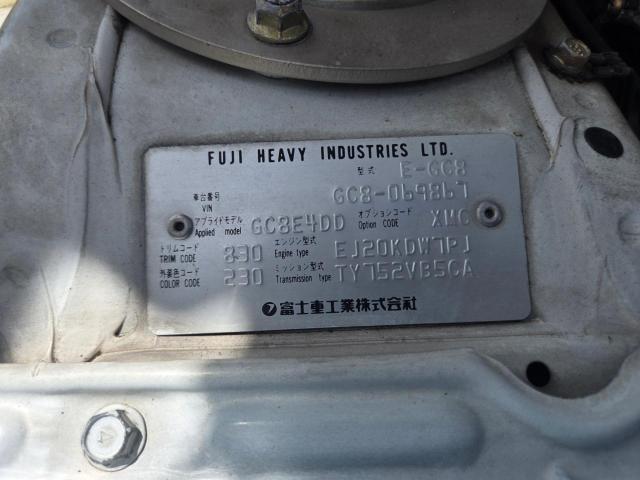 FUJI HEAVY INDUSTRIES LTD.
型式 E-GC8
車台番号 VIN GC8-069867
アプライドモデル Applied model GC8E4DD オプションコード Option CODE XWC
トリムコード TRIM CODE 830 エンジン型式 Engine type EJ20KDW7PJ
外装色コード COLOR CODE 230 ミッション型式 Transmission type TY752VB5CA
富士重工業株式会社